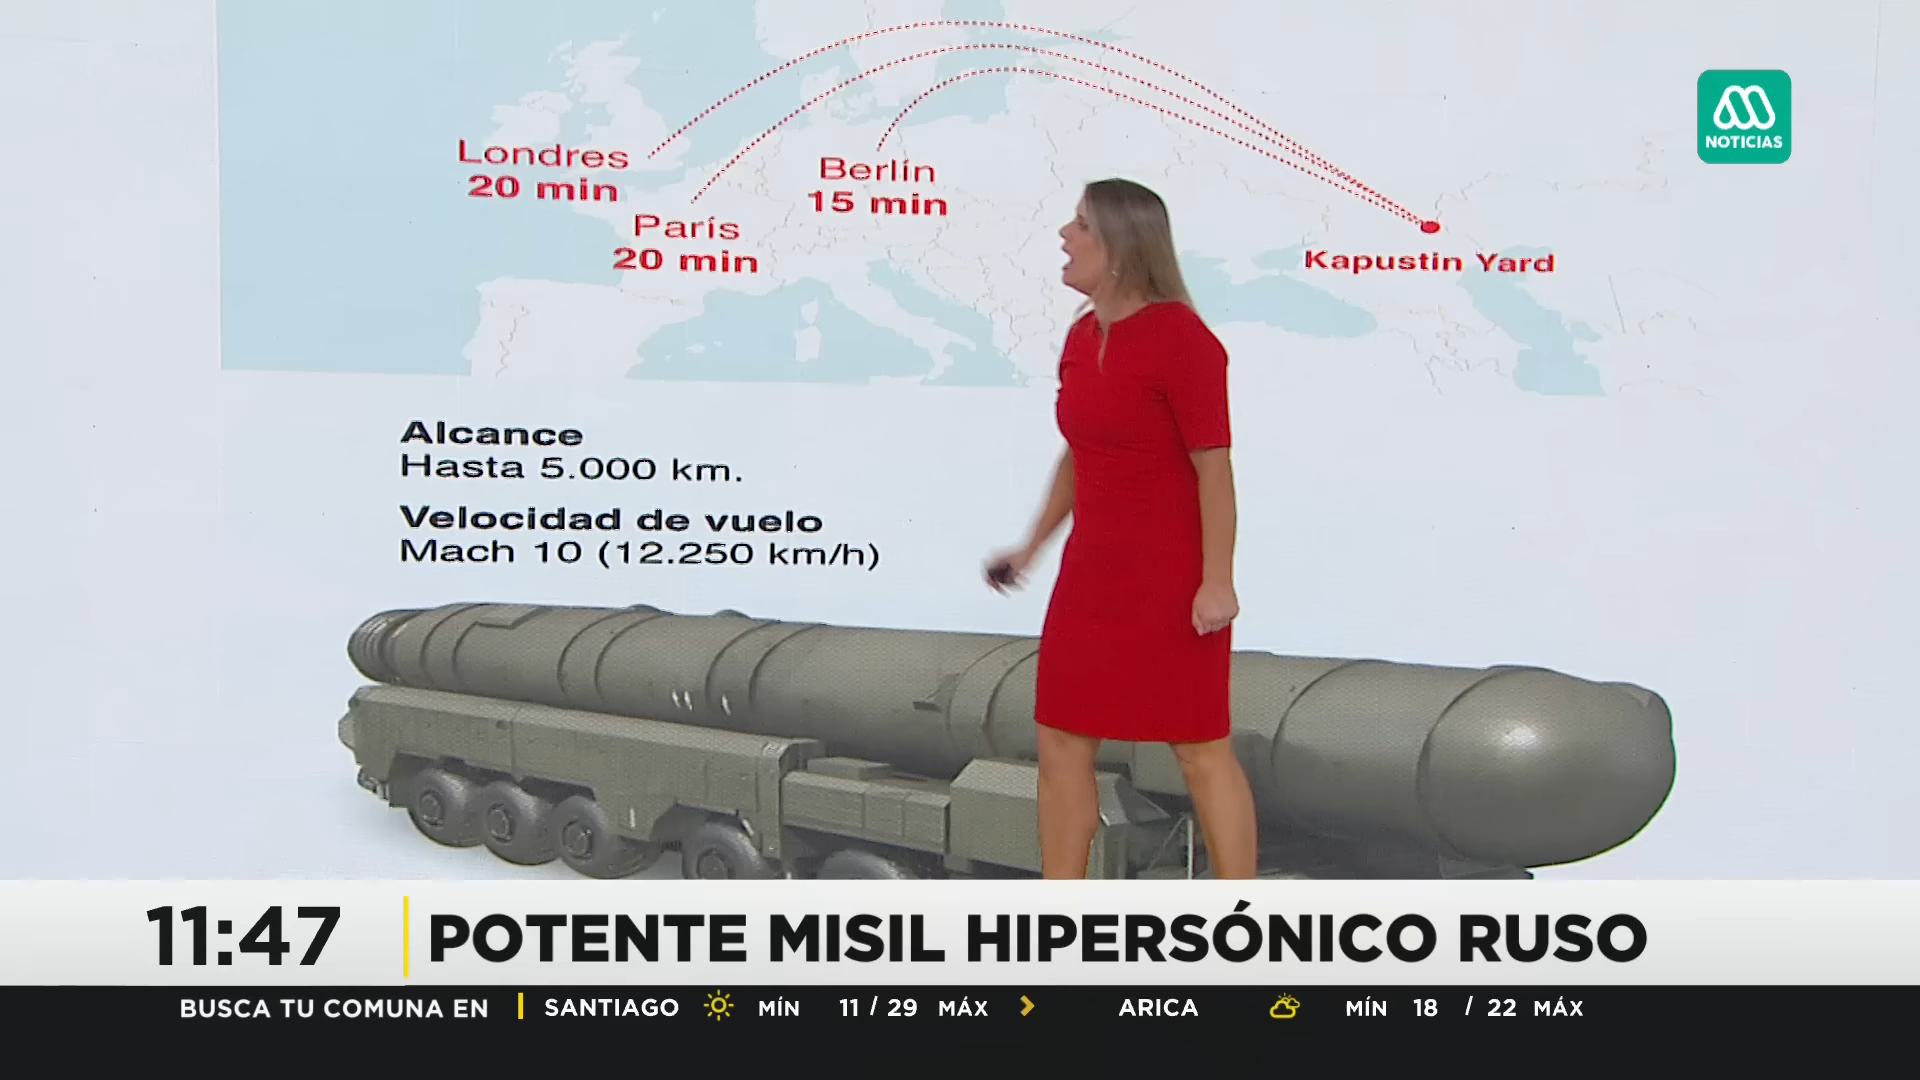 NOTICIAS
Londres
20 min
París
20 min
Berlín
15 min
Kapustin Yard
Alcance
Hasta 5.000 km.
Velocidad de vuelo
Mach 10 (12.250 km/h)
11:47 POTENTE MISIL HIPERSÓNICO RUSO
BUSCA TU COMUNA EN SANTIAGO MÍN 11 / 29 MÁX ARICA MÍN 18 / 22 MÁX